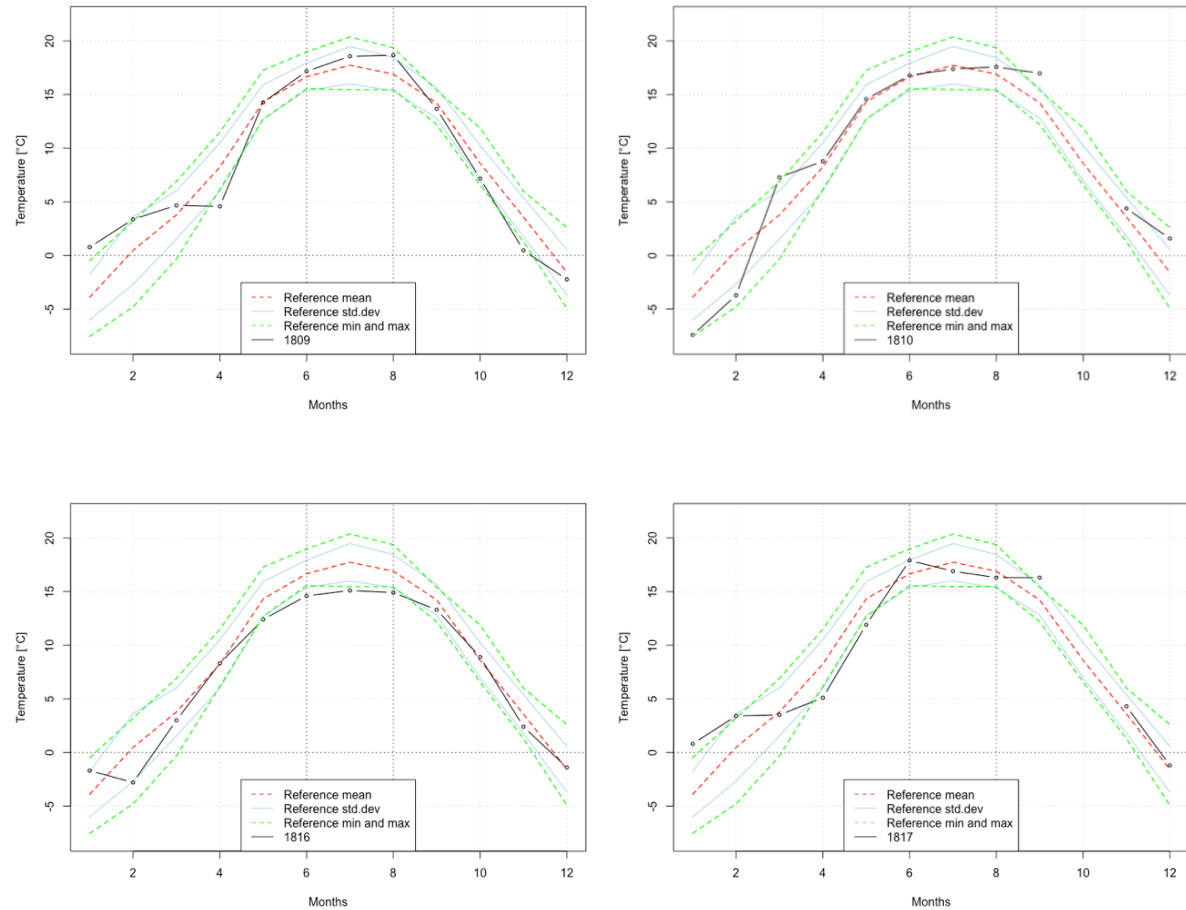 Temperature [°C]
20
15
10
5
0
-5
Reference mean
Reference std.dev
Reference min and max
1809
2 4 6 8 10 12
Months
Temperature [°C]
20
15
10
5
0
-5
Reference mean
Reference std.dev
Reference min and max
1810
2 4 6 8 10 12
Months
Temperature [°C]
20
15
10
5
0
-5
Reference mean
Reference std.dev
Reference min and max
1816
2 4 6 8 10 12
Months
Temperature [°C]
20
15
10
5
0
-5
Reference mean
Reference std.dev
Reference min and max
1817
2 4 6 8 10 12
Months